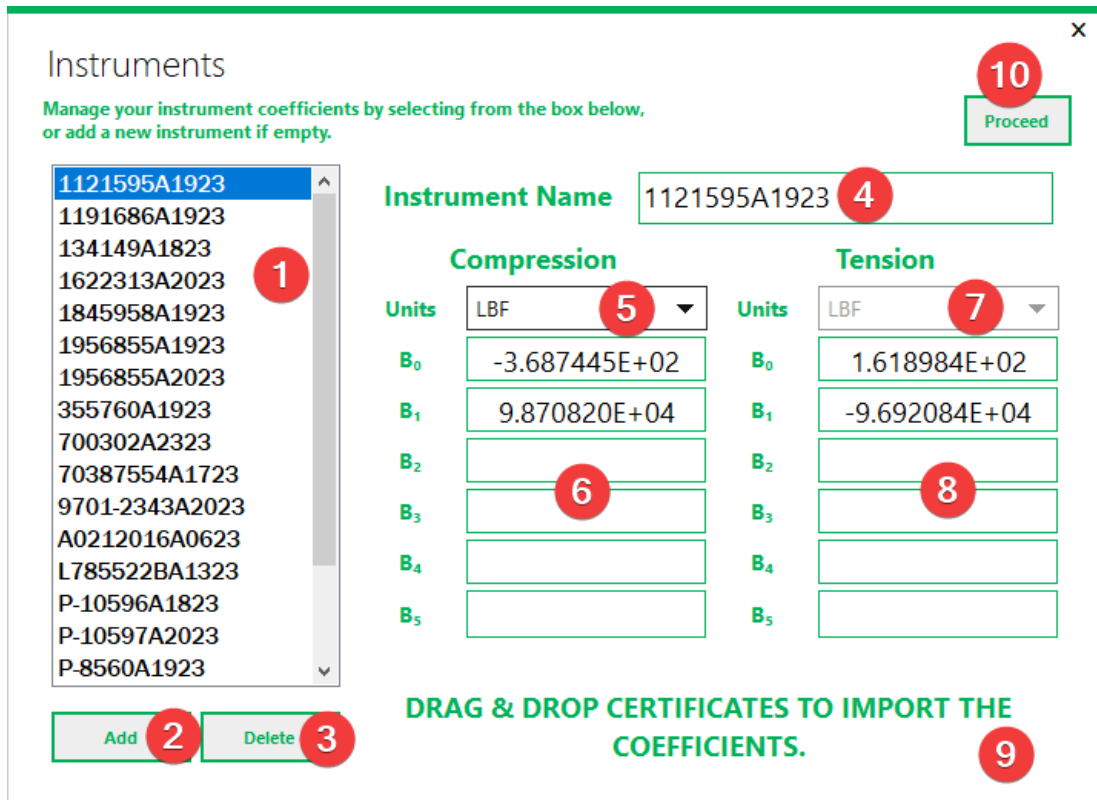 ×
Instruments
10
Manage your instrument coefficients by selecting from the box below,
or add a new instrument if empty.
Proceed
1121595A1923
1191686A1923
134149A1823
1622313A2023
1845958A1923
1956855A1923
1956855A2023
355760A1923
700302A2323
70387554A1723
9701-2343A2023
A0212016A0623
L785522BA1323
P-10596A1823
P-10597A2023
P-8560A1923
1
Add 2
Delete 3
Instrument Name 1121595A1923 4
Compression
Units LBF 5
B₀ -3.687445E+02
B₁ 9.870820E+04
B₂
6
B₃
B₄
B₅
Tension
Units LBF 7
B₀ 1.618984E+02
B₁ -9.692084E+04
B₂
8
B₃
B₄
B₅
DRAG & DROP CERTIFICATES TO IMPORT THE
COEFFICIENTS.
9